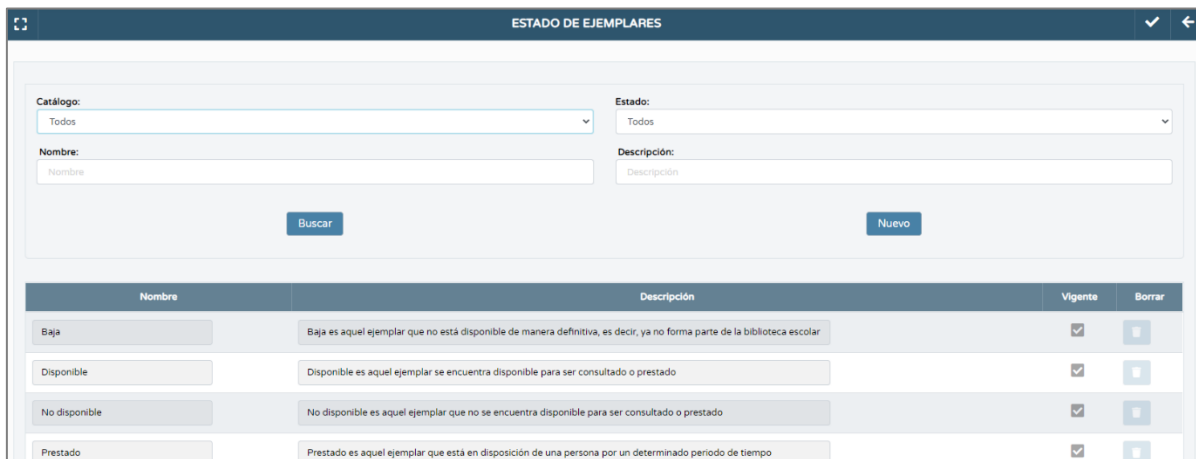 ESTADO DE EJEMPLARES
Catálogo:
Estado:
Todos
Todos
Nombre:
Descripción:
Nombre
Descripción
Buscar
Nuevo
Nombre
Descripción
Vigente
Borrar
Baja
Baja es aquel ejemplar que no está disponible de manera definitiva, es decir, ya no forma parte de la biblioteca escolar
Disponible
Disponible es aquel ejemplar se encuentra disponible para ser consultado o prestado
No disponible
No disponible es aquel ejemplar que no se encuentra disponible para ser consultado o prestado
Prestado
Prestado es aquel ejemplar que está en disposición de una persona por un determinado periodo de tiempo